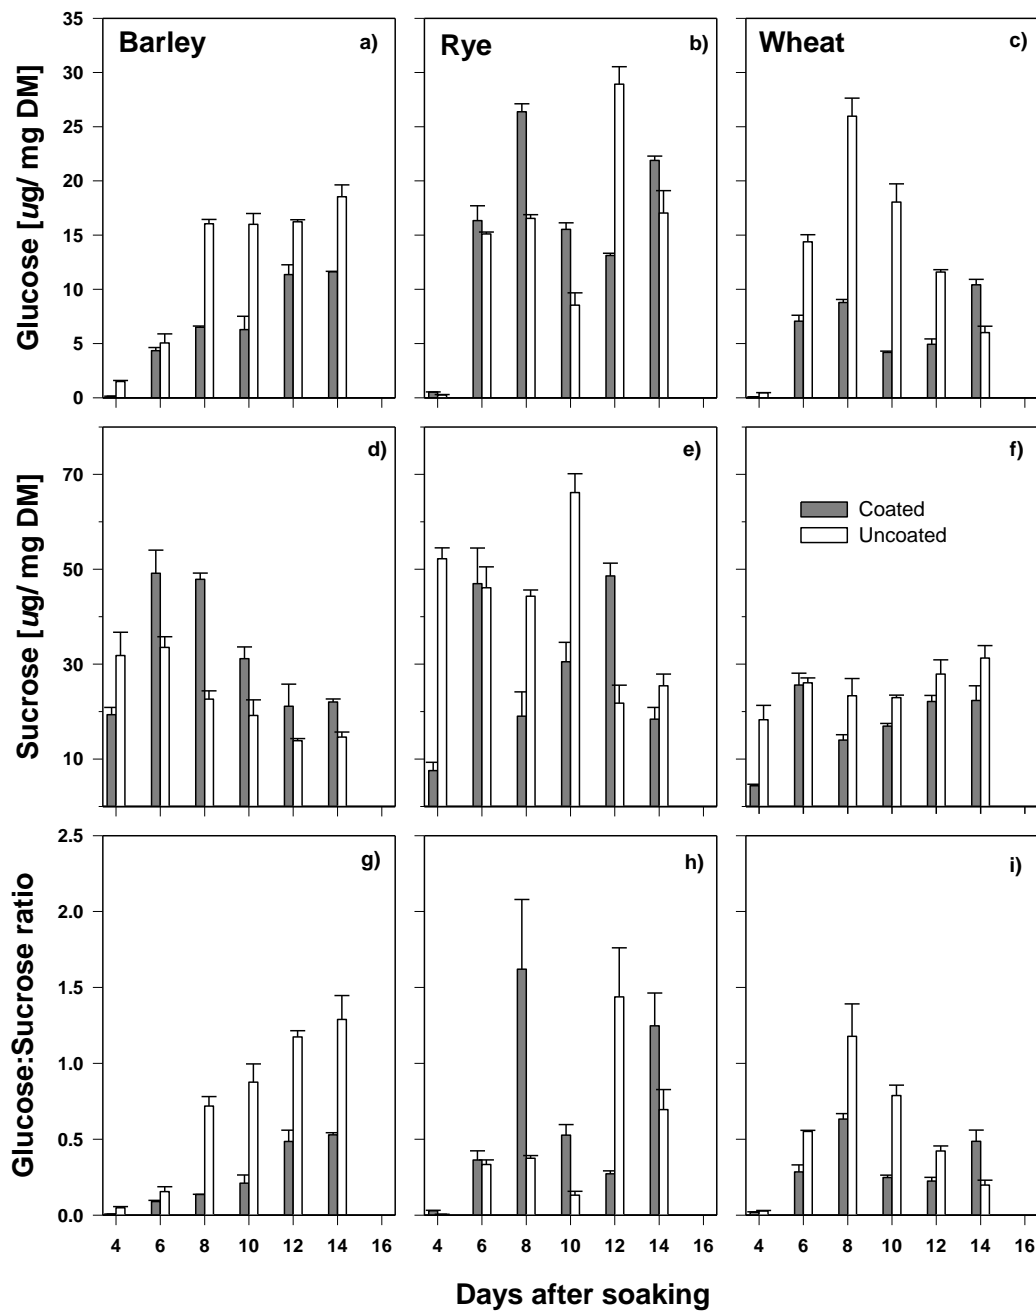 Barley
a)
Rye
b)
Wheat
c)
Glucose [ug/ mg DM]
35
30
25
20
15
10
5
0
d)
e)
f)
Sucrose [ug/ mg DM]
70
50
30
10
Coated
Uncoated
g)
h)
i)
Glucose:Sucrose ratio
2.5
2.0
1.5
1.0
0.5
0.0
4 6 8 10 12 14 16
4 6 8 10 12 14 16
4 6 8 10 12 14 16
Days after soaking